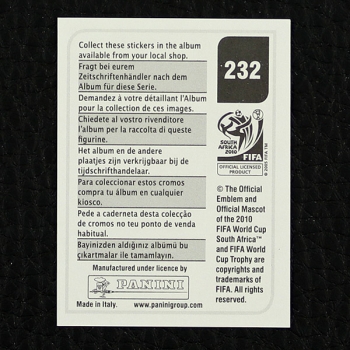 Collect these stickers in the album
available from your local shop.
Fragt bei eurem
Zeitschriftenhändler nach dem
Album für diese Serie.
Demandez à votre détaillant l'Album
pour la collection de ces images.
Chiedete al vostro rivenditore
l'album per la raccolta di queste
figurine.
Het album en de andere
plaatjes zijn verkrijgbaar bij de
tijdschrifthandelaar.
Para coleccionar estos cromos
compra tu álbum en cualquier
kiosco.
Pede a caderneta desta colecção
de cromos no teu ponto de venda
habitual.
Bayinizden aldığınız albümü bu
çıkartmalar ile tamamlayın.
Manufactured under licence by
PANINI
Made in Italy. www.paninigroup.com
232
SOUTH AFRICA
2010
FIFA
OFFICIAL LICENSED
PRODUCT
© The Official
Emblem and
Official Mascot
of the 2010
FIFA World Cup
South Africa™
and FIFA World
Cup Trophy are
copyrights and
trademarks of
FIFA. All rights
reserved.